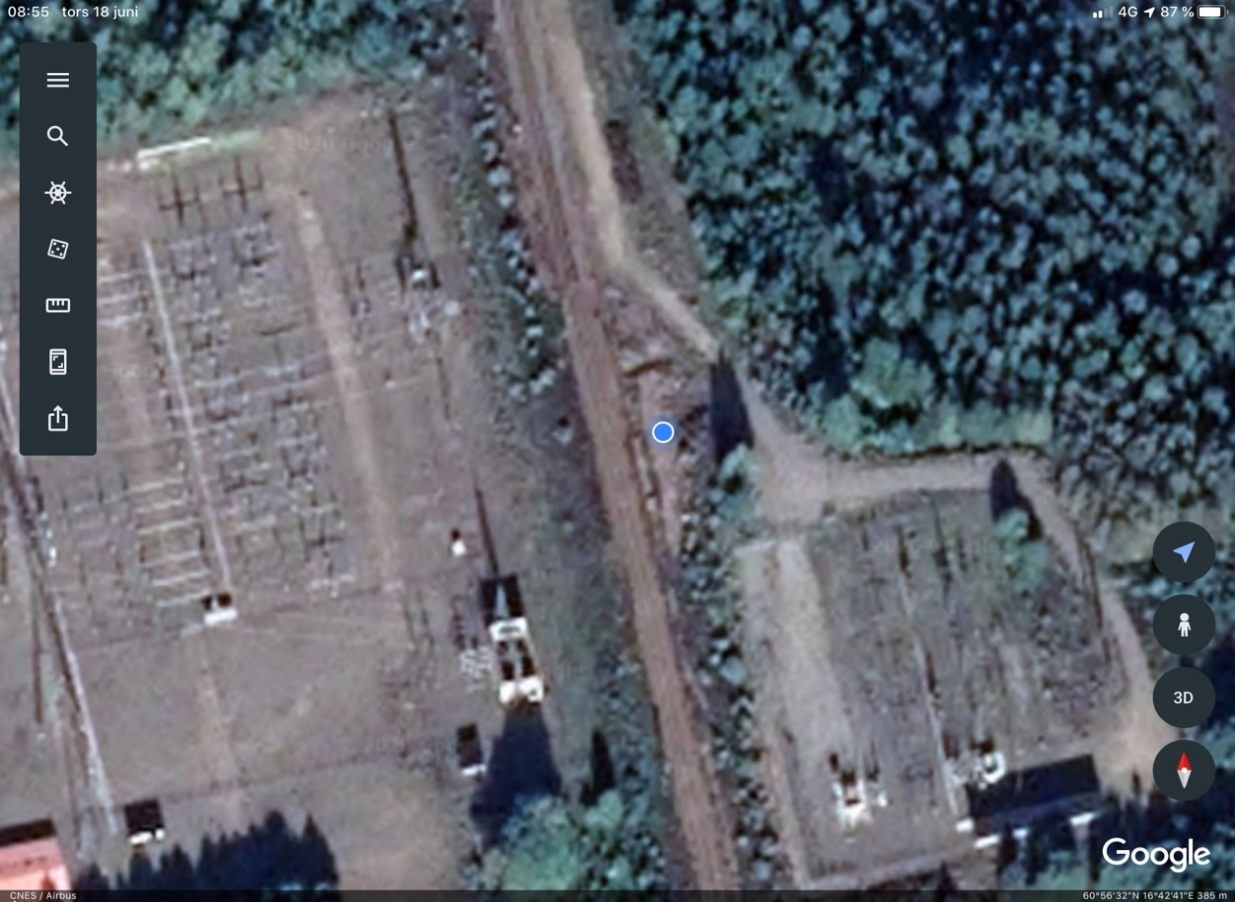 08:55 tors 18 juni
4G 87 %
3D
Google
CNES / Airbus
60°56'32"N 16°42'41"E 385 m